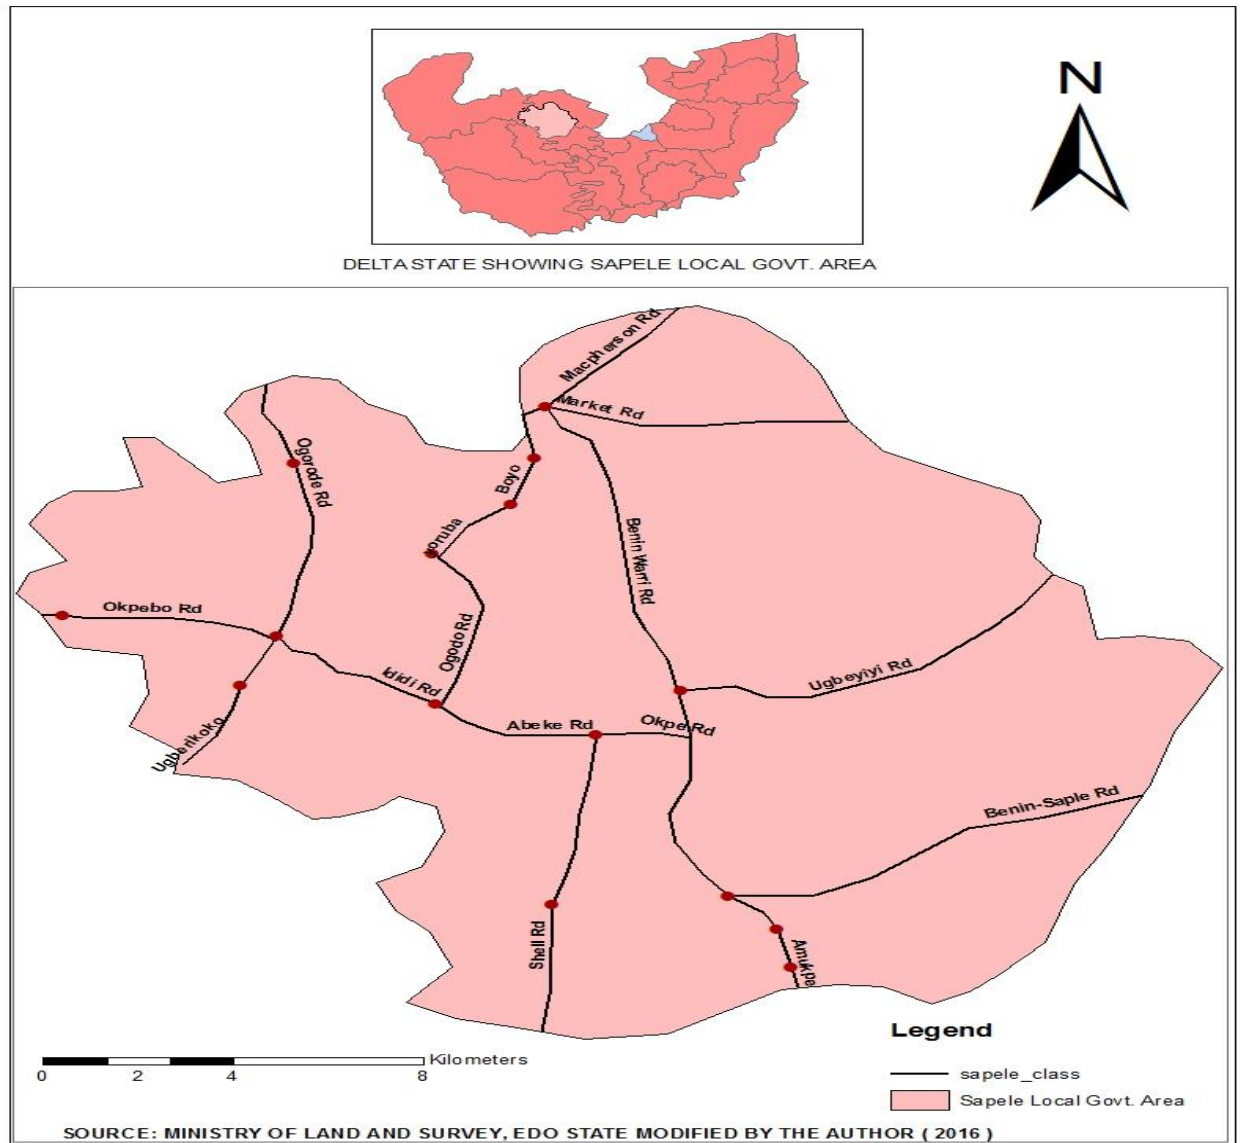 N
DELTA STATE SHOWING SAPELE LOCAL GOVT. AREA
Macpherson Rd
Market Rd
Ogorode Rd
Boyo
Yoruba
Benin Warri Rd
Okpebo Rd
Ogodo Rd
Ididi Rd
Ugbeyiyi Rd
Abeke Rd
Okpe Rd
Ugberikoko
Benin-Saple Rd
Shell Rd
Amukpe
Legend
Kilometers
0 2 4 8
sapele_class
Sapele Local Govt. Area
SOURCE: MINISTRY OF LAND AND SURVEY, EDO STATE MODIFIED BY THE AUTHOR ( 2016 )